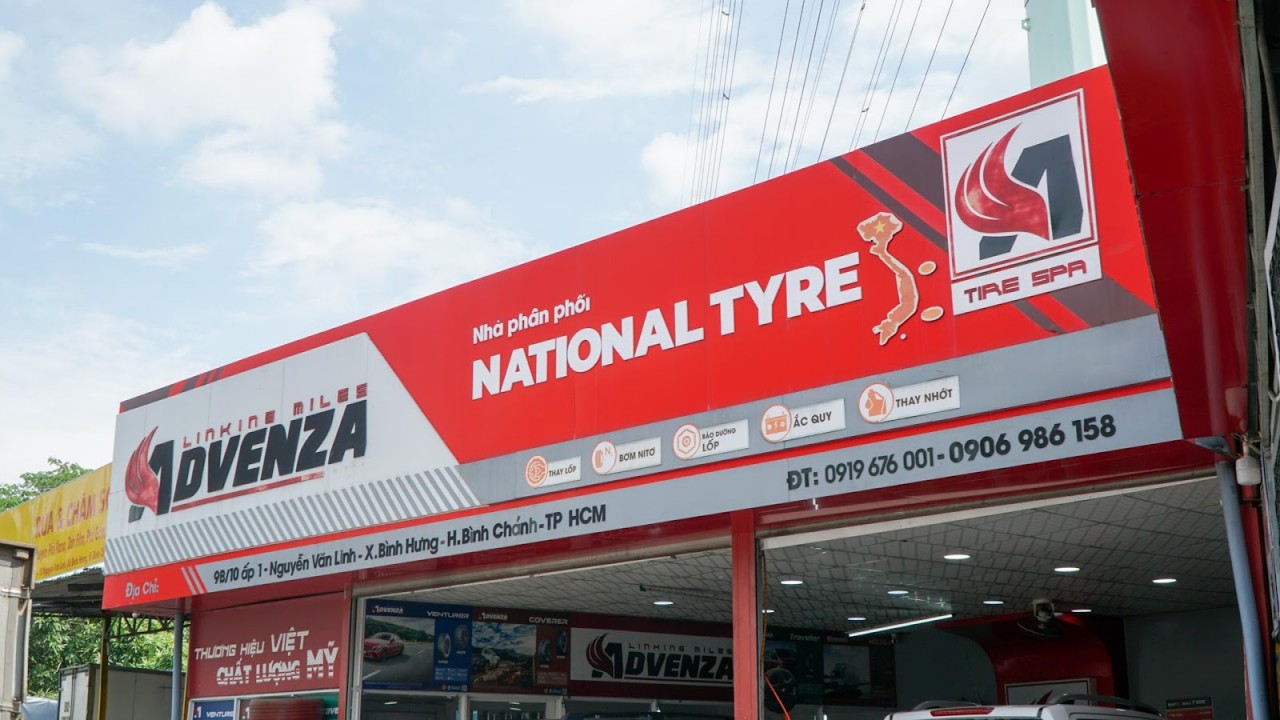 Nhà phân phối
NATIONAL TYRE
TIRE SPA
LINKING MILES
ADVENZA
THAY LỐP
N
BƠM NITƠ
BẢO DƯỠNG
LỐP
ẮC QUY
THAY NHỚT
ĐT: 0919 676 001 - 0906 986 158
Địa Chỉ: 9B/10 ấp 1 - Nguyễn Văn Linh - X. Bình Hưng - H. Bình Chánh - TP HCM
THƯƠNG HIỆU VIỆT
CHẤT LƯỢNG MỸ
ADVENZA VENTURER
ADVENZA COVERER
LINKING MILES
ADVENZA